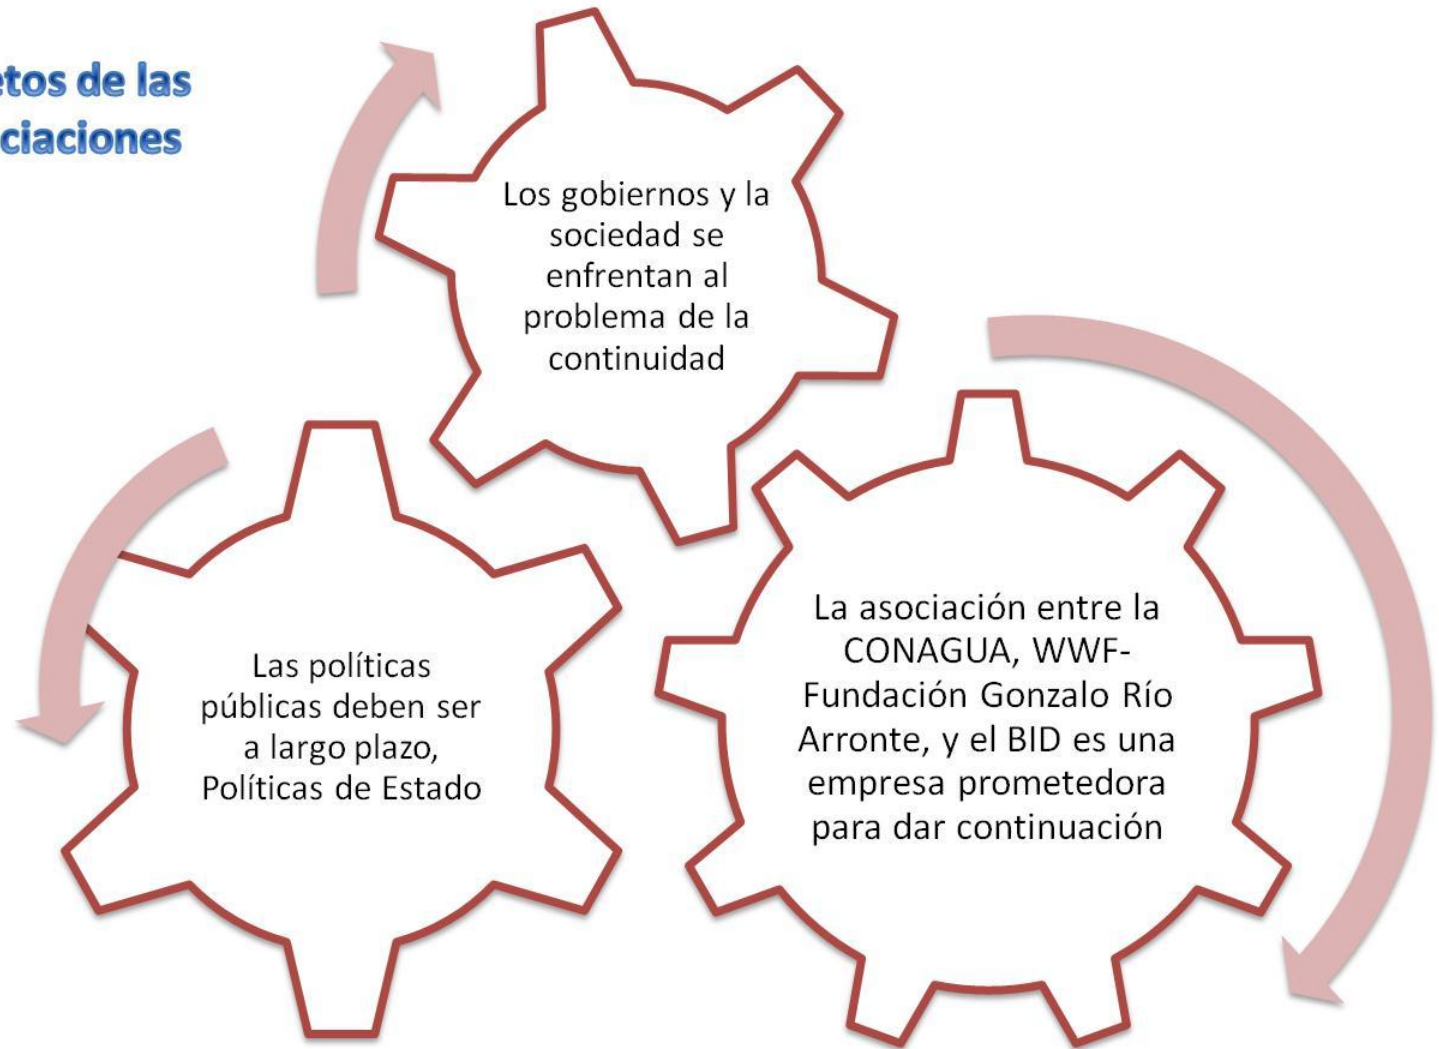 etos de las
ciaciones
Los gobiernos y la
sociedad se
enfrentan al
problema de la
continuidad
Las políticas
públicas deben ser
a largo plazo,
Políticas de Estado
La asociación entre la
CONAGUA, WWF-
Fundación Gonzalo Río
Arronte, y el BID es una
empresa prometedora
para dar continuación